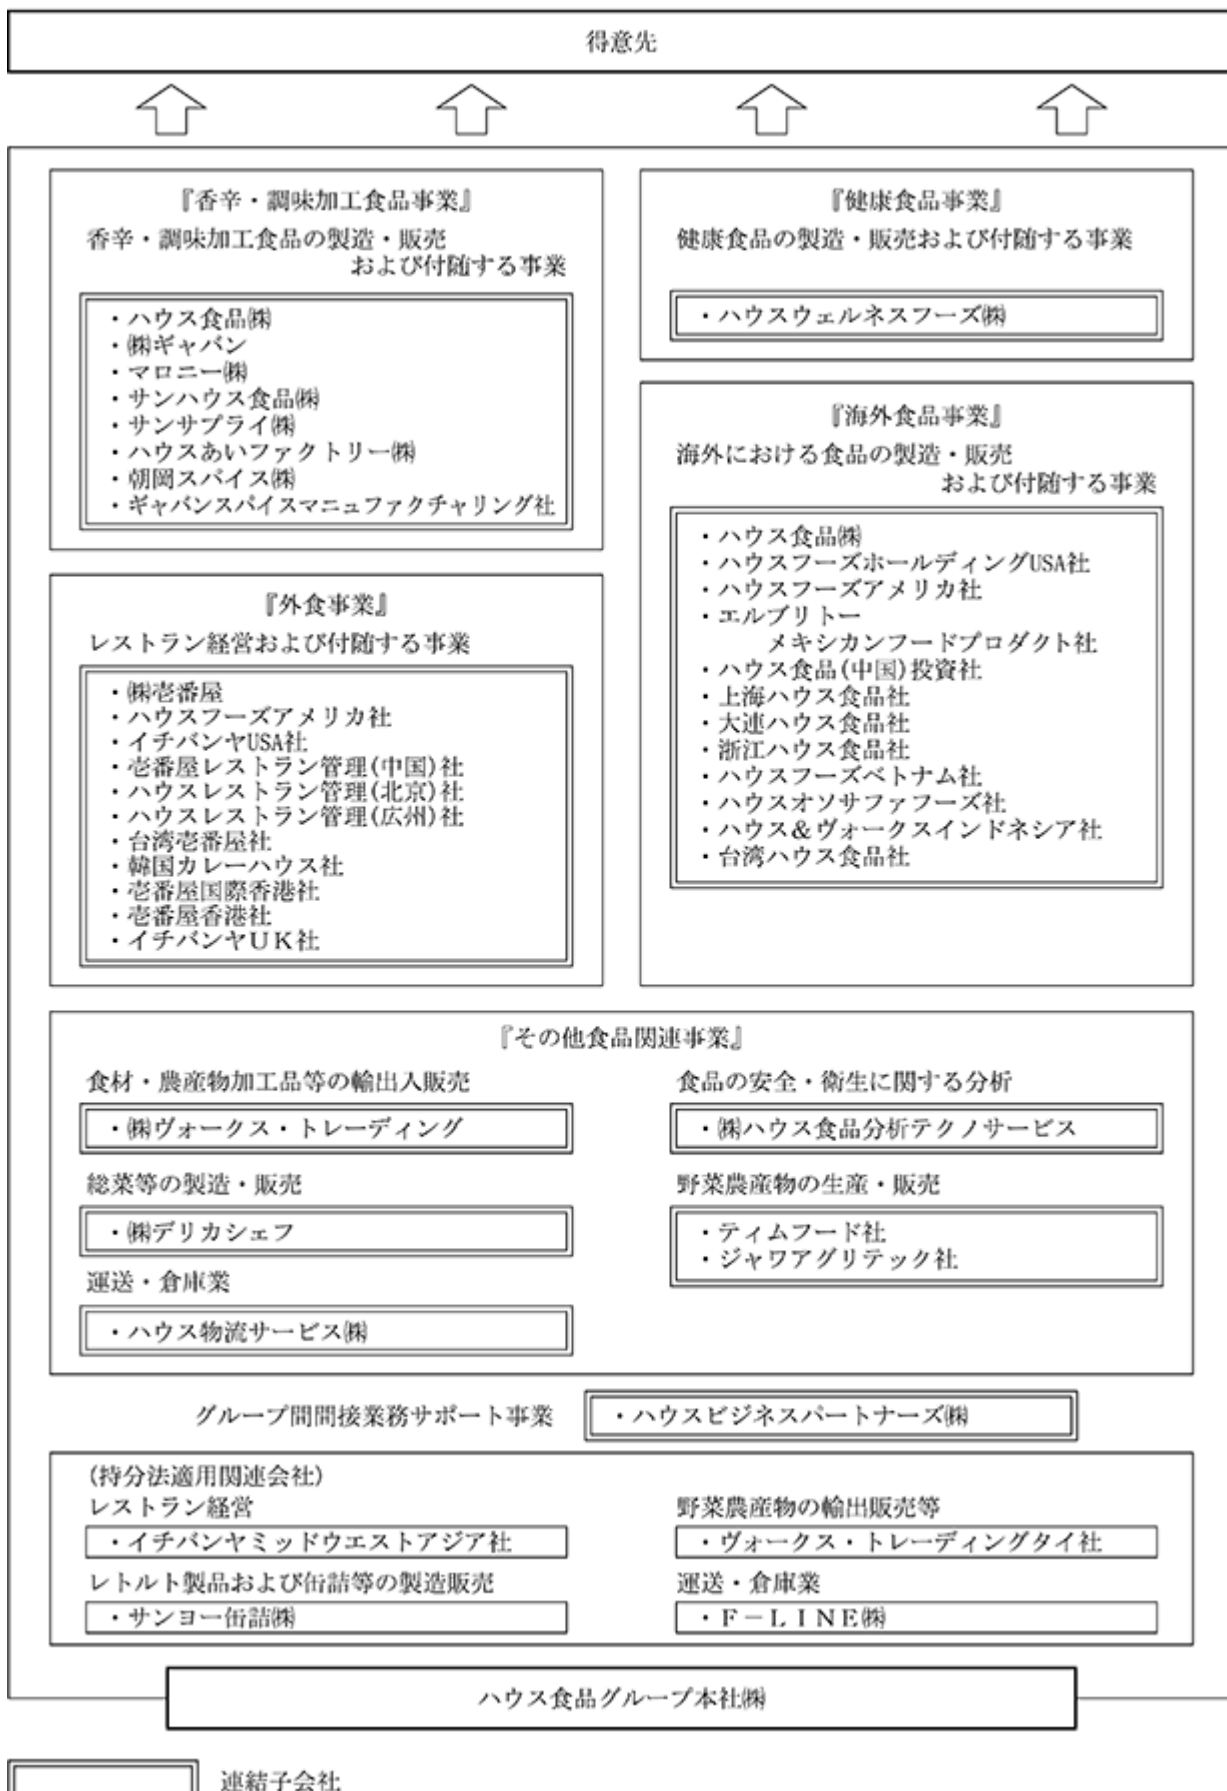 得意先
『香辛・調味加工食品事業』
香辛・調味加工食品の製造・販売
および付随する事業
・ハウス食品㈱
・㈱ギャバン
・マロニー㈱
・サンハウス食品㈱
・サンサプライ㈱
・ハウスあいファクトリー㈱
・朝岡スパイス㈱
・ギャバンスパイスマニュファクチャリング社
『健康食品事業』
健康食品の製造・販売および付随する事業
・ハウスウェルネスフーズ㈱
『外食事業』
レストラン経営および付随する事業
・㈱壱番屋
・ハウスフーズアメリカ社
・イチバンヤUSA社
・壱番屋レストラン管理(中国)社
・ハウスレストラン管理(北京)社
・ハウスレストラン管理(広州)社
・台湾壱番屋社
・韓国カレーハウス社
・壱番屋国際香港社
・壱番屋香港社
・イチバンヤＵＫ社
『海外食品事業』
海外における食品の製造・販売
および付随する事業
・ハウス食品㈱
・ハウスフーズホールディングUSA社
・ハウスフーズアメリカ社
・エルブリトー
メキシカンフードプロダクト社
・ハウス食品(中国)投資社
・上海ハウス食品社
・大連ハウス食品社
・浙江ハウス食品社
・ハウスフーズベトナム社
・ハウスオソサファフーズ社
・ハウス＆ヴォークスインドネシア社
・台湾ハウス食品社
『その他食品関連事業』
食材・農産物加工品等の輸出入販売
・㈱ヴォークス・トレーディング
総菜等の製造・販売
・㈱デリカシェフ
運送・倉庫業
・ハウス物流サービス㈱
食品の安全・衛生に関する分析
・㈱ハウス食品分析テクノサービス
野菜農産物の生産・販売
・ティムフード社
・ジャワアグリテック社
グループ間間接業務サポート事業
・ハウスビジネスパートナーズ㈱
(持分法適用関連会社)
レストラン経営
・イチバンヤミッドウエストアジア社
レトルト製品および缶詰等の製造販売
・サンヨー缶詰㈱
野菜農産物の輸出販売等
・ヴォークス・トレーディングタイ社
運送・倉庫業
・Ｆ－ＬＩＮＥ㈱
ハウス食品グループ本社㈱
連結子会社